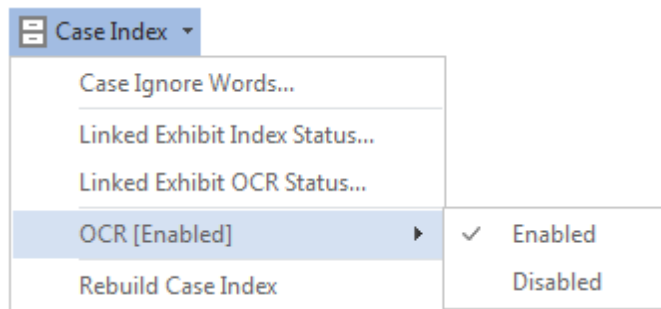 Case Index
Case Ignore Words...
Linked Exhibit Index Status...
Linked Exhibit OCR Status...
OCR [Enabled]
Enabled
Disabled
Rebuild Case Index